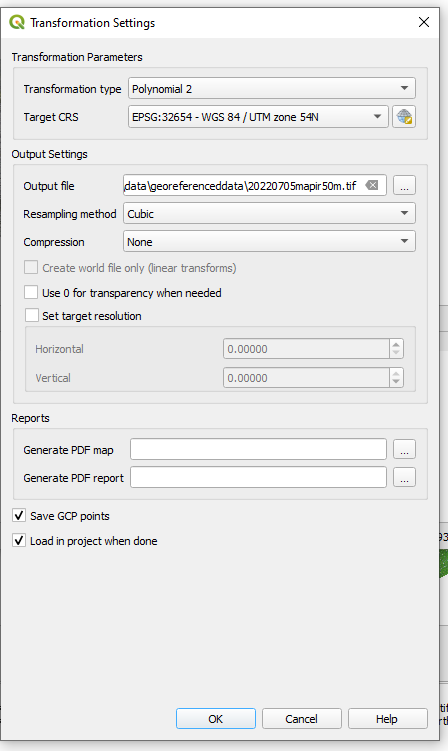 Transformation Settings
Transformation Parameters
Transformation type Polynomial 2
Target CRS EPSG:32654 - WGS 84 / UTM zone 54N
Output Settings
Output file data\georeferenceddata\20220705mapir50m.tif ...
Resampling method Cubic
Compression None
Create world file only (linear transforms)
Use 0 for transparency when needed
Set target resolution
Horizontal 0.00000
Vertical 0.00000
Reports
Generate PDF map ...
Generate PDF report ...
Save GCP points
Load in project when done
OK Cancel Help